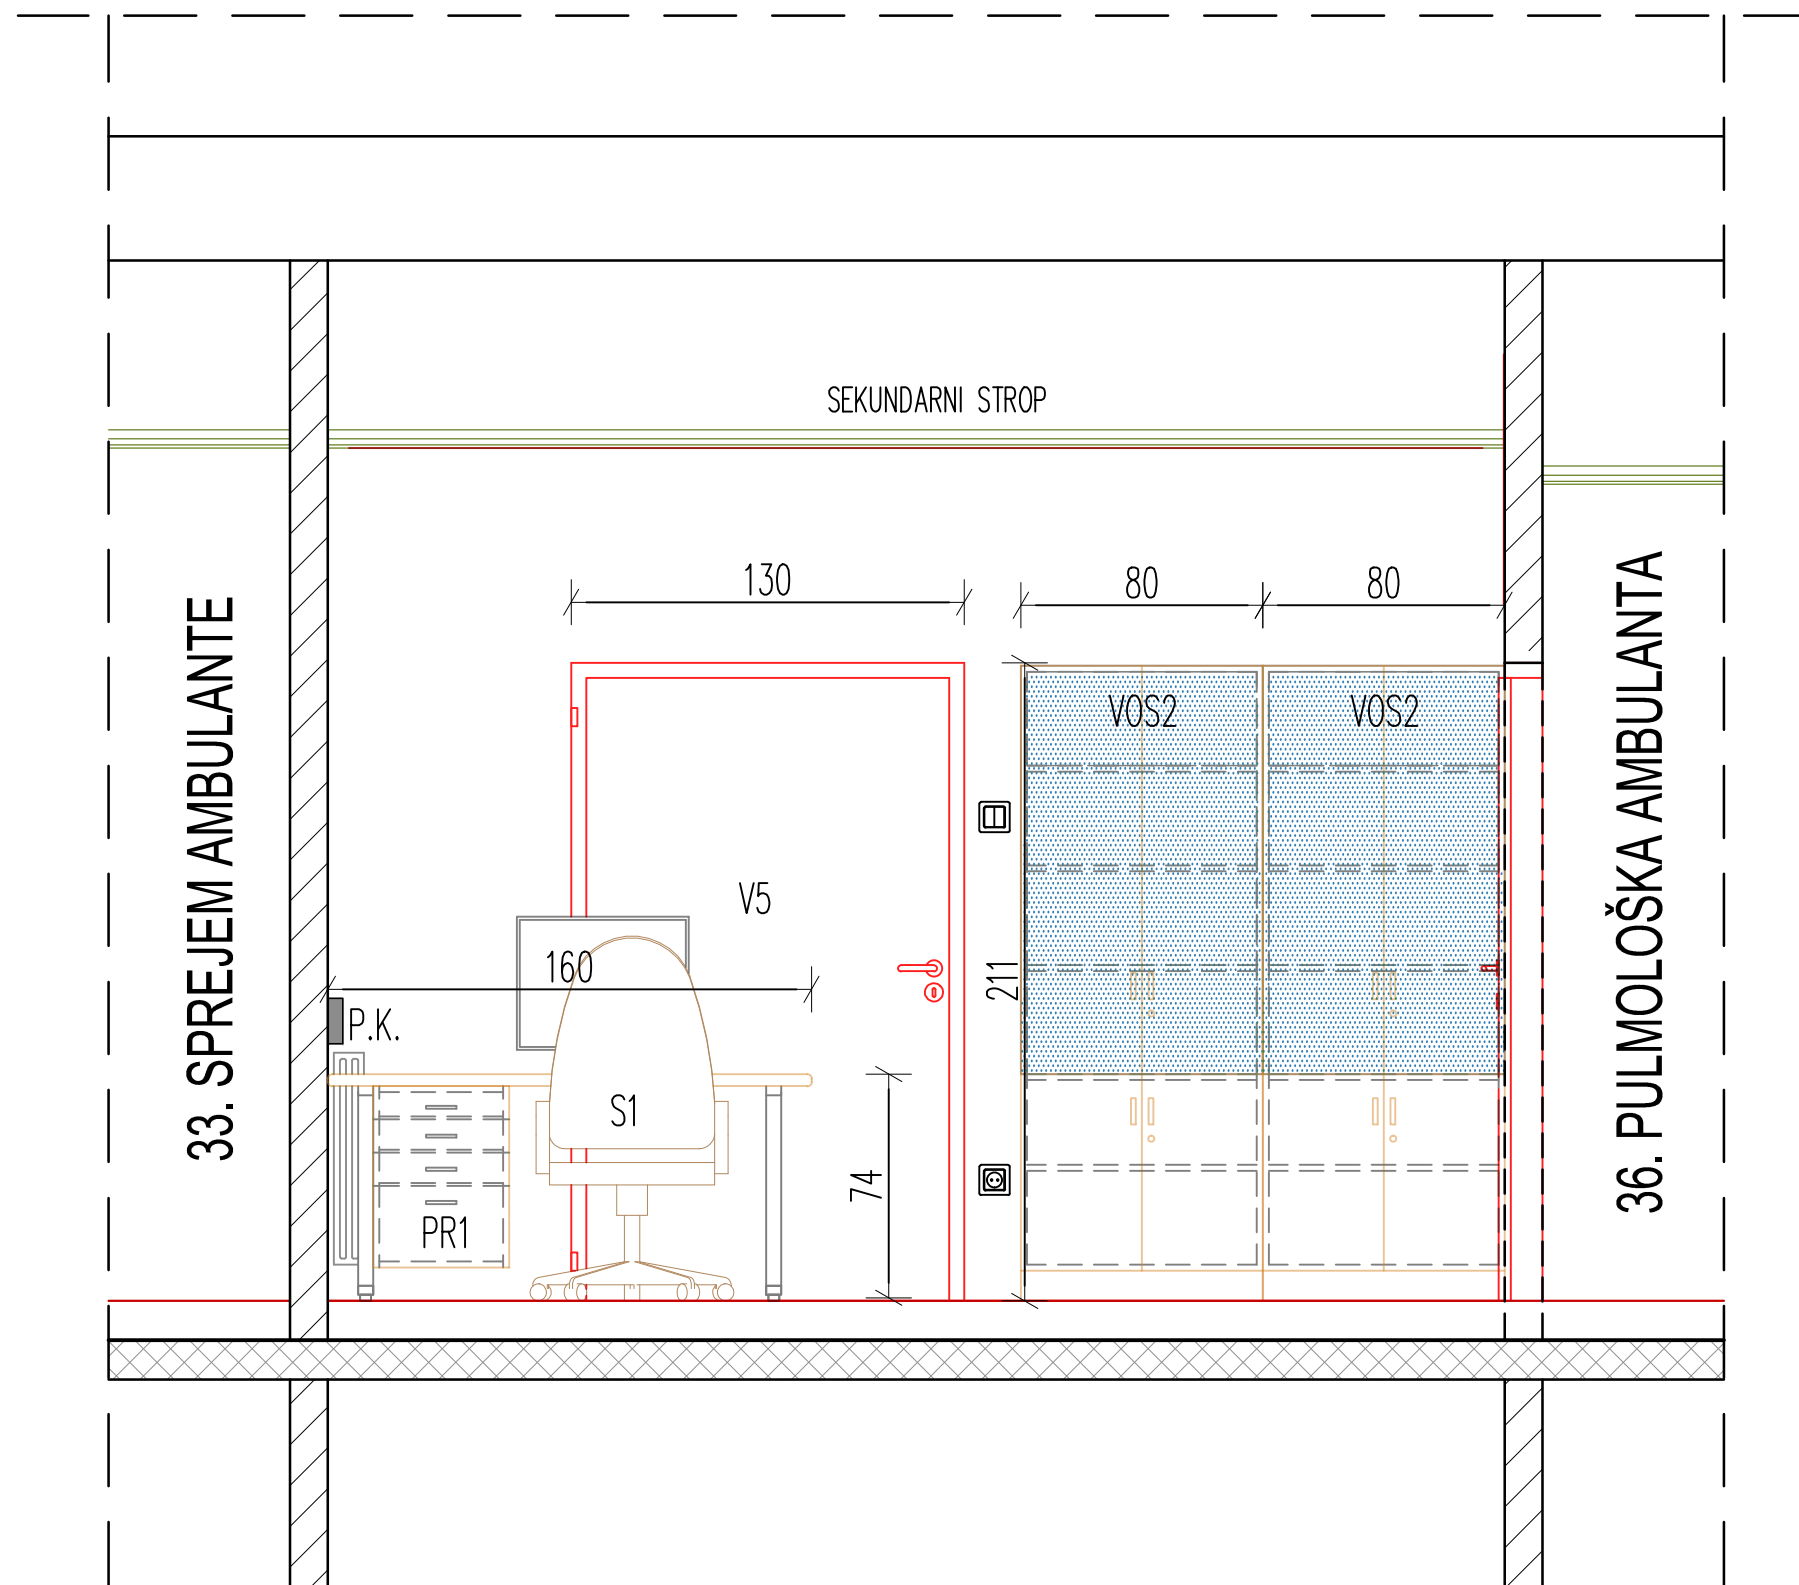 SEKUNDARNI STROP
130
80
80
VOS2
VOS2
V5
160
211
P.K.
S1
74
PR1
33. SPREJEM AMBULANTE
36. PULMOLOŠKA AMBULANTA